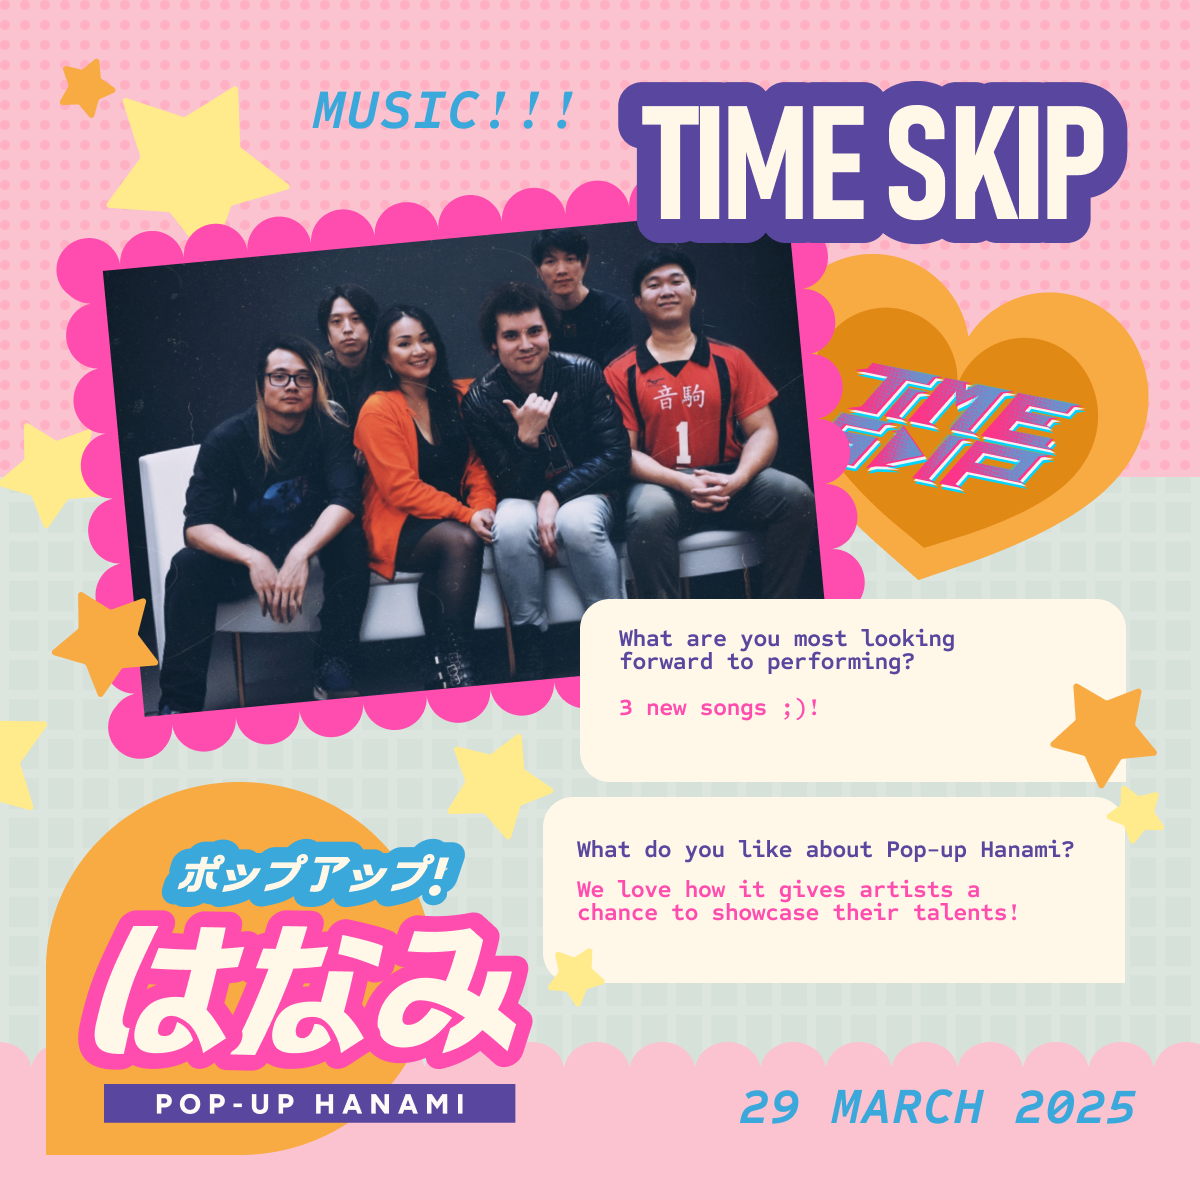 MUSIC!!!
TIME SKIP
音駒
1
TiME
SKIP
What are you most looking
forward to performing?
3 new songs ;)!
What do you like about Pop-up Hanami?
We love how it gives artists a
chance to showcase their talents!
ポップアップ!
はなみ
POP-UP HANAMI
29 MARCH 2025